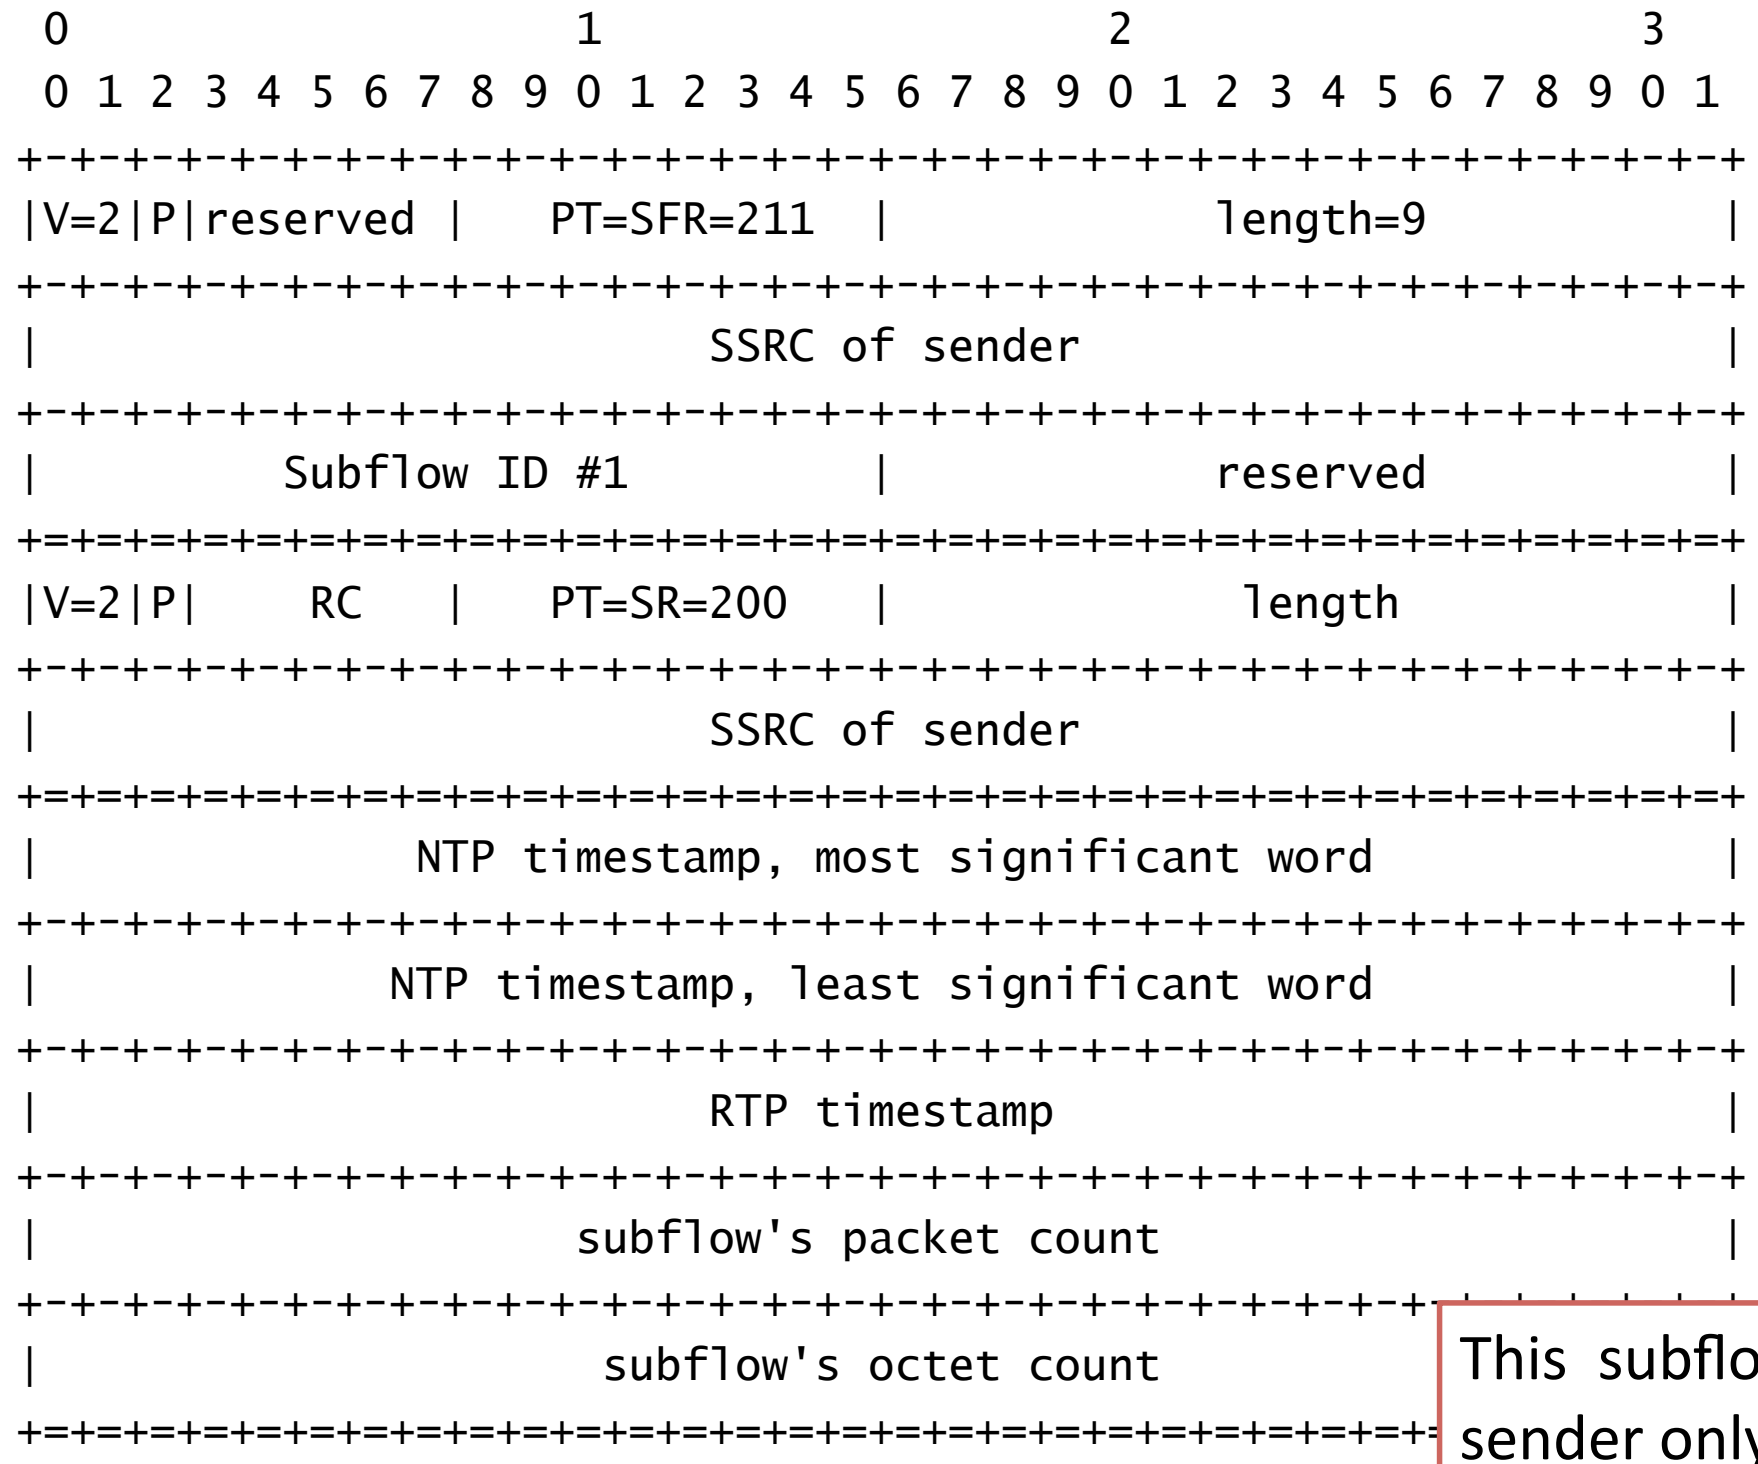 0                   1                   2                   3
0 1 2 3 4 5 6 7 8 9 0 1 2 3 4 5 6 7 8 9 0 1 2 3 4 5 6 7 8 9 0 1
+-+-+-+-+-+-+-+-+-+-+-+-+-+-+-+-+-+-+-+-+-+-+-+-+-+-+-+-+-+-+-+-+
|V=2|P|reserved |   PT=SFR=211  |            length=9           |
+-+-+-+-+-+-+-+-+-+-+-+-+-+-+-+-+-+-+-+-+-+-+-+-+-+-+-+-+-+-+-+-+
|                         SSRC of sender                        |
+-+-+-+-+-+-+-+-+-+-+-+-+-+-+-+-+-+-+-+-+-+-+-+-+-+-+-+-+-+-+-+-+
|         Subflow ID #1         |            reserved           |
+=+=+=+=+=+=+=+=+=+=+=+=+=+=+=+=+=+=+=+=+=+=+=+=+=+=+=+=+=+=+=+=+
|V=2|P|    RC   |   PT=SR=200   |             length            |
+-+-+-+-+-+-+-+-+-+-+-+-+-+-+-+-+-+-+-+-+-+-+-+-+-+-+-+-+-+-+-+-+
|                         SSRC of sender                        |
+=+=+=+=+=+=+=+=+=+=+=+=+=+=+=+=+=+=+=+=+=+=+=+=+=+=+=+=+=+=+=+=+
|              NTP timestamp, most significant word             |
+-+-+-+-+-+-+-+-+-+-+-+-+-+-+-+-+-+-+-+-+-+-+-+-+-+-+-+-+-+-+-+-+
|             NTP timestamp, least significant word             |
+-+-+-+-+-+-+-+-+-+-+-+-+-+-+-+-+-+-+-+-+-+-+-+-+-+-+-+-+-+-+-+-+
|                         RTP timestamp                         |
+-+-+-+-+-+-+-+-+-+-+-+-+-+-+-+-+-+-+-+-+-+-+-+-+-+-+-+-+-+-+-+-+
|                    subflow's packet count                     |
+-+-+-+-+-+-+-+-+-+-+-+-+-+-+-+-+-+-+-+-+-+-+-+-+-+-+-+
|                     subflow's octet count
This
+=+=+=+=+=+=+=+=+=+=+=+=+=+=+=+=+=+=+=+=+=+=+=+=+=+=+=+
sender only